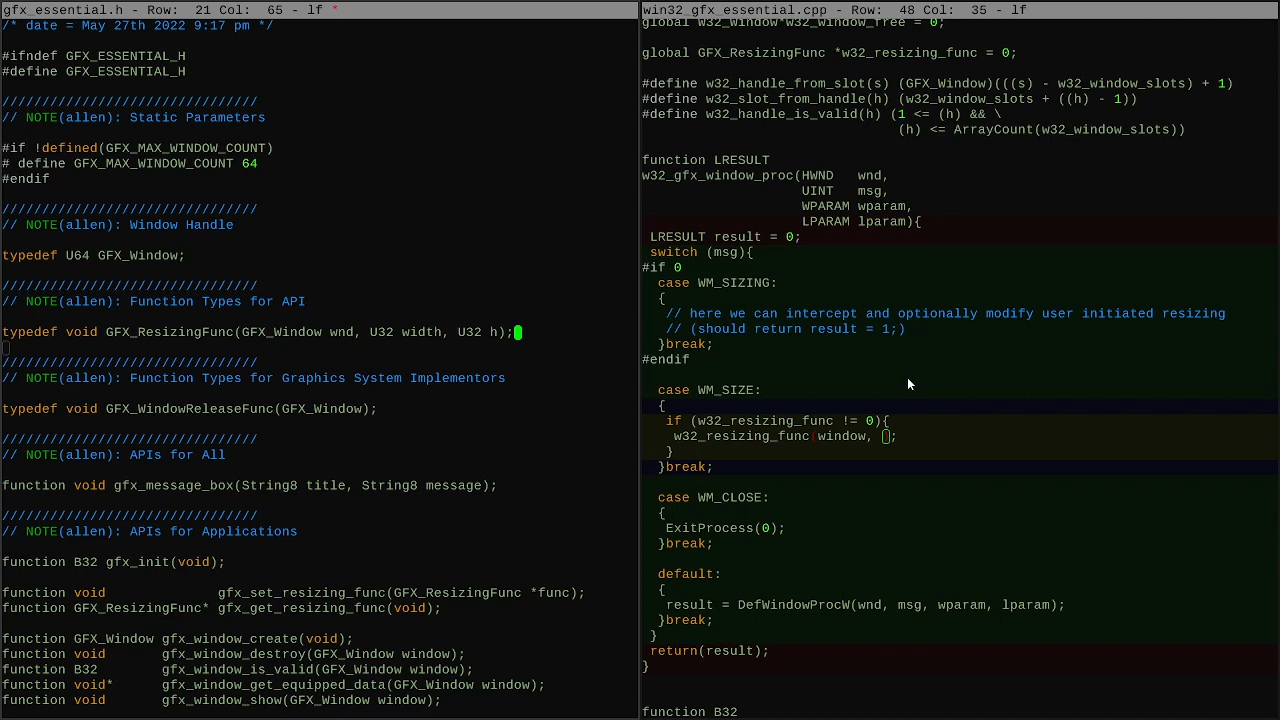 gfx_essential.h - Row:  21 Col:  65 - lf *
/* date = May 27th 2022 9:17 pm */
#ifndef GFX_ESSENTIAL_H
#define GFX_ESSENTIAL_H
////////////////////////////////
// NOTE(allen): Static Parameters
#if !defined(GFX_MAX_WINDOW_COUNT)
# define GFX_MAX_WINDOW_COUNT 64
#endif
////////////////////////////////
// NOTE(allen): Window Handle
typedef U64 GFX_Window;
////////////////////////////////
// NOTE(allen): Function Types for API
typedef void GFX_ResizingFunc(GFX_Window wnd, U32 width, U32 h);
////////////////////////////////
// NOTE(allen): Function Types for Graphics System Implementors
typedef void GFX_WindowReleaseFunc(GFX_Window);
////////////////////////////////
// NOTE(allen): APIs for All
function void gfx_message_box(String8 title, String8 message);
////////////////////////////////
// NOTE(allen): APIs for Applications
function B32 gfx_init(void);
function void              gfx_set_resizing_func(GFX_ResizingFunc *func);
function GFX_ResizingFunc* gfx_get_resizing_func(void);
function GFX_Window gfx_window_create(void);
function void       gfx_window_destroy(GFX_Window window);
function B32        gfx_window_is_valid(GFX_Window window);
function void*      gfx_window_get_equipped_data(GFX_Window window);
function void       gfx_window_show(GFX_Window window);
win32_gfx_essential.cpp - Row:  48 Col:  35 - lf
global W32_Window*w32_window_free = 0;
global GFX_ResizingFunc *w32_resizing_func = 0;
#define w32_handle_from_slot(s) (GFX_Window)(((s) - w32_window_slots) + 1)
#define w32_slot_from_handle(h) (w32_window_slots + ((h) - 1))
#define w32_handle_is_valid(h) (1 <= (h) && \
(h) <= ArrayCount(w32_window_slots))
function LRESULT
w32_gfx_window_proc(HWND   wnd,
UINT   msg,
WPARAM wparam,
LPARAM lparam){
LRESULT result = 0;
switch (msg){
#if 0
case WM_SIZING:
{
// here we can intercept and optionally modify user initiated resizing
// (should return result = 1;)
}break;
#endif
case WM_SIZE:
{
if (w32_resizing_func != 0){
w32_resizing_func(window, );
}
}break;
case WM_CLOSE:
{
ExitProcess(0);
}break;
default:
{
result = DefWindowProcW(wnd, msg, wparam, lparam);
}break;
}
return(result);
}
function B32